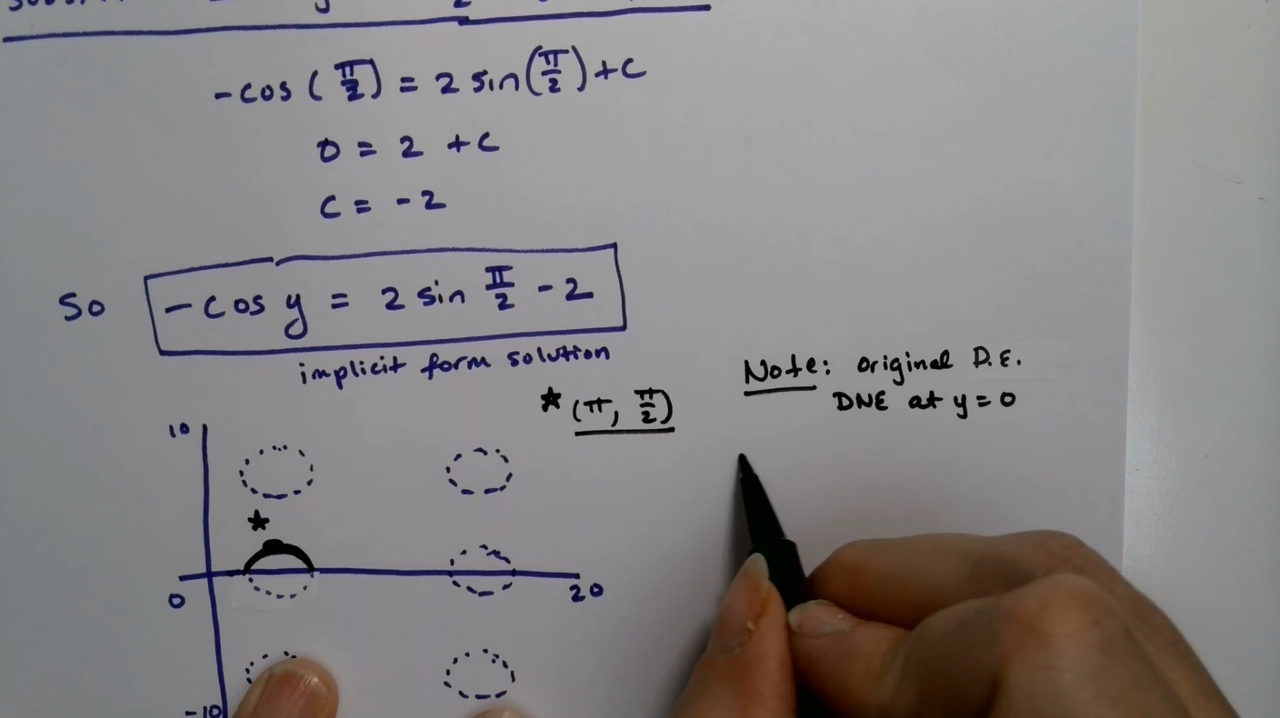 -cos(π/2) = 2 sin(π/2) + c
0 = 2 + c
c = -2
So -cos y = 2 sin π/2 - 2
implicit form solution
* (π, π/2)
Note: original D.E.
DNE at y = 0
10
*
0
20
-10